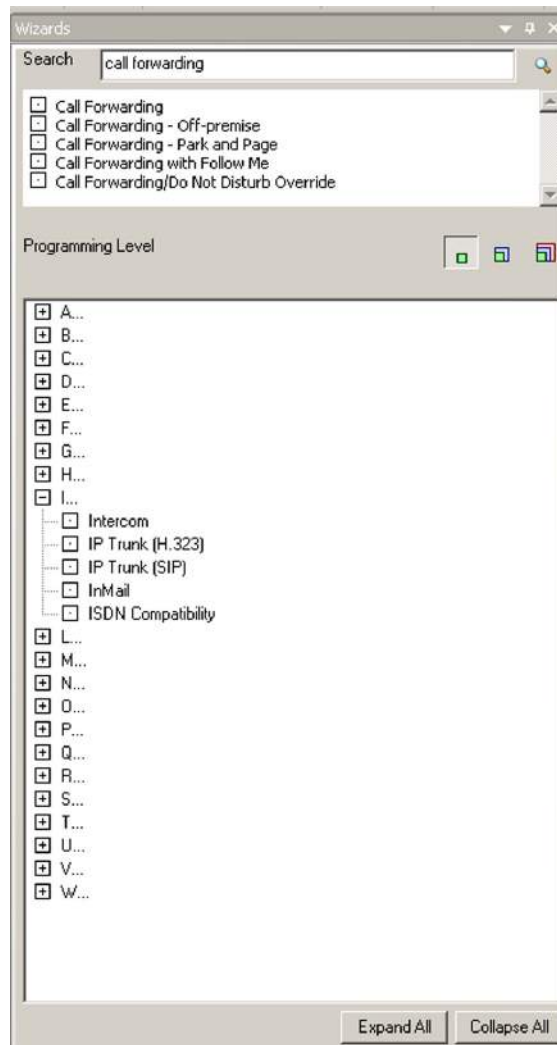 Wizards
Search call forwarding
Call Forwarding
Call Forwarding - Off-premise
Call Forwarding - Park and Page
Call Forwarding with Follow Me
Call Forwarding/Do Not Disturb Override
Programming Level
A...
B...
C...
D...
E...
F...
G...
H...
I...
Intercom
IP Trunk (H.323)
IP Trunk (SIP)
InMail
ISDN Compatibility
L...
M...
N...
O...
P...
Q...
R...
S...
T...
U...
V...
W...
Expand All Collapse All